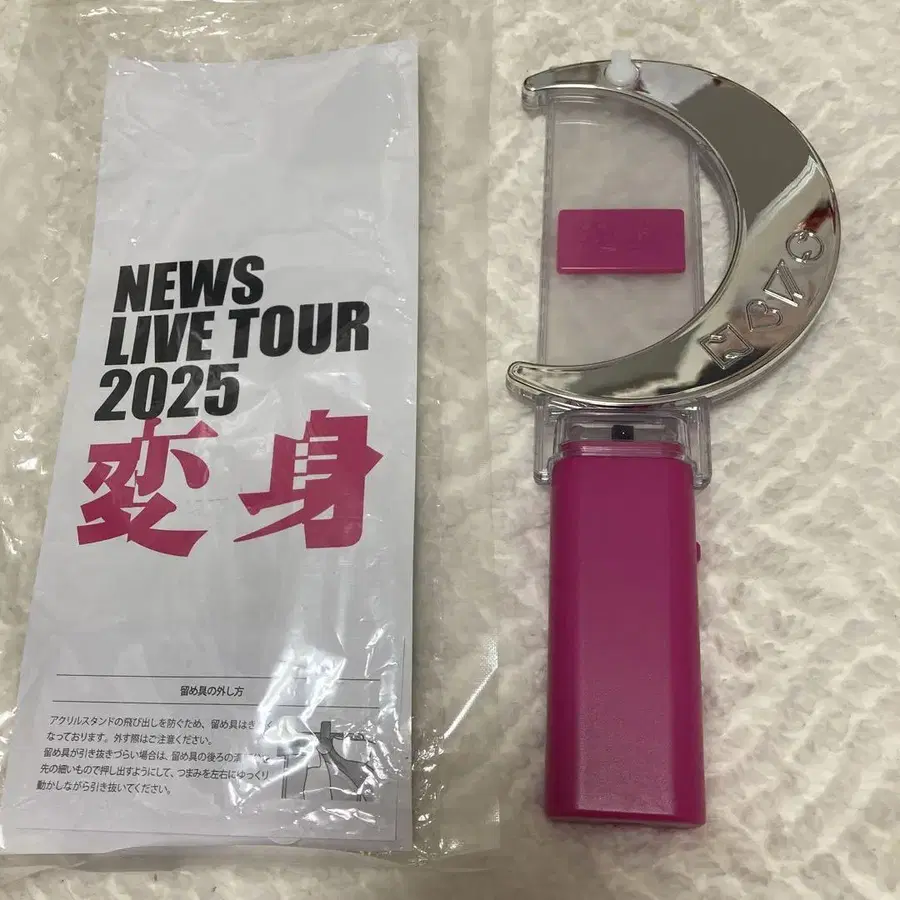 NEWS
LIVE TOUR
2025
変身
留め具の外し方
アクリルスタンドの飛び出しを防ぐため、留め具はき
なっております。外す際はご注意ください。
留め具が引き抜きづらい場合は、留め具の後ろの溝
先の細いもので押し出すようにして、つまみを左右にゆっくり
動かしながら引き抜いてください。
NEWS